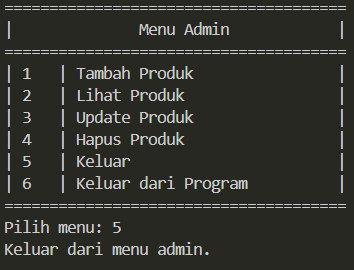 ======================================
|              Menu Admin            |
======================================
| 1   | Tambah Produk                |
| 2   | Lihat Produk                 |
| 3   | Update Produk                |
| 4   | Hapus Produk                 |
| 5   | Keluar                       |
| 6   | Keluar dari Program          |
======================================
Pilih menu: 5
Keluar dari menu admin.